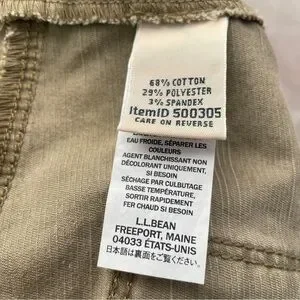 68% COTTON
29% POLYESTER
3% SPANDEX
ItemID 500305
CARE ON REVERSE
EAU FROIDE, SÉPARER LES
COULEURS
AGENT BLANCHISSANT NON
DÉCOLORANT UNIQUEMENT,
SI BESOIN
SÉCHAGE PAR CULBUTAGE
BASSE TEMPÉRATURE,
SORTIR RAPIDEMENT
FER CHAUD SI BESOIN
L.L.BEAN
FREEPORT, MAINE
04033 ÉTATS-UNIS
日本語は裏面をご覧ください。